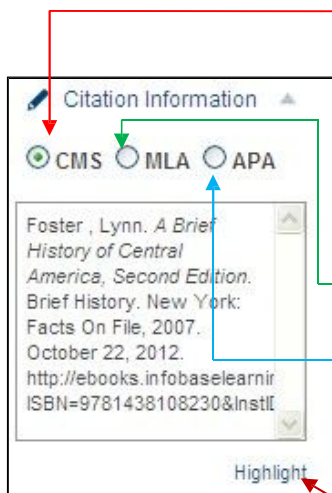 Citation Information
CMS MLA APA
Foster , Lynn. A Brief
History of Central
America, Second Edition.
Brief History. New York:
Facts On File, 2007.
October 22, 2012.
http://ebooks.infobaselearnin
ISBN=9781438108230&InstID
Highlight